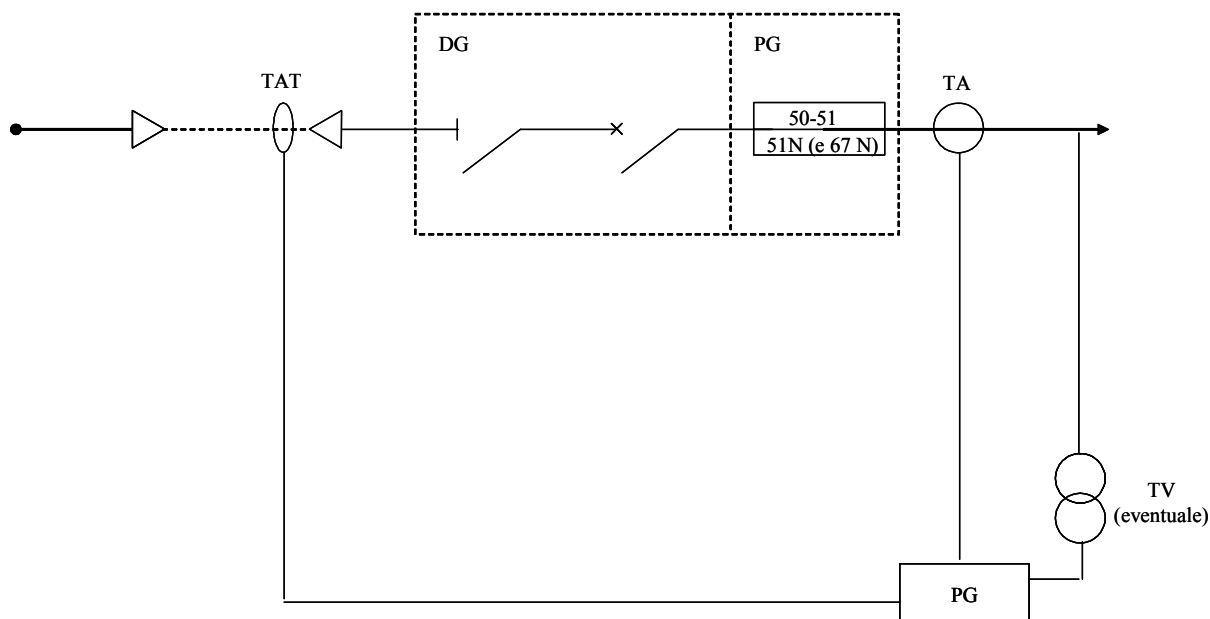 DG
PG
TAT
TA
50-51
51N (e 67 N)
TV
(eventuale)
PG